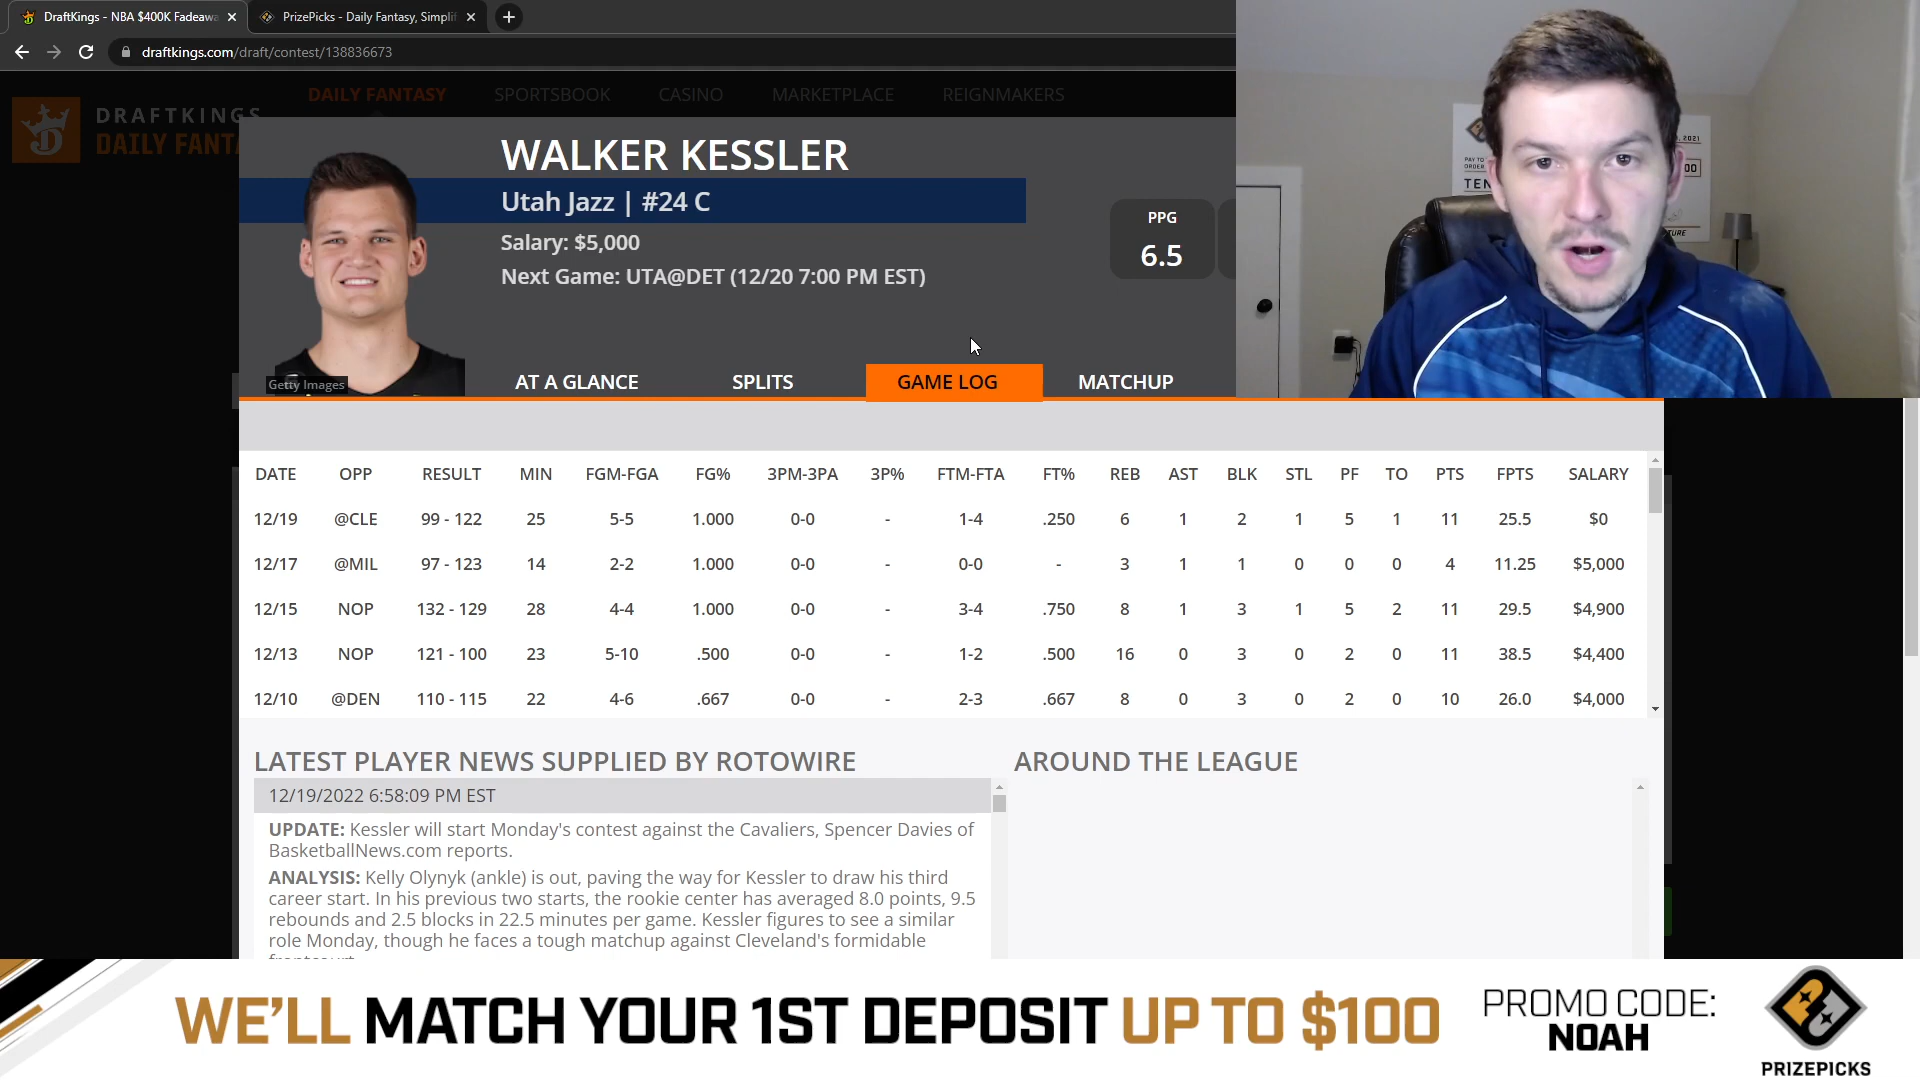 DraftKings - NBA $400K Fadeawa
PrizePicks - Daily Fantasy, Simplif
draftkings.com/draft/contest/138836673
DRAFTKINGS
DAILY FANTA
DAILY FANTASY SPORTSBOOK CASINO MARKETPLACE REIGNMAKERS
WALKER KESSLER
Utah Jazz | #24 C
Salary: $5,000
Next Game: UTA@DET (12/20 7:00 PM EST)
PPG
6.5
Getty Images
AT A GLANCE SPLITS GAME LOG MATCHUP
PAY TO
ORDER
TEN
, 2021
00
TURE
DATE OPP RESULT MIN FGM-FGA FG% 3PM-3PA 3P% FTM-FTA FT% REB AST BLK STL PF TO PTS FPTS SALARY
12/19 @CLE 99 - 122 25 5-5 1.000 0-0 - 1-4 .250 6 1 2 1 5 1 11 25.5 $0
12/17 @MIL 97 - 123 14 2-2 1.000 0-0 - 0-0 - 3 1 1 0 0 0 4 11.25 $5,000
12/15 NOP 132 - 129 28 4-4 1.000 0-0 - 3-4 .750 8 1 3 1 5 2 11 29.5 $4,900
12/13 NOP 121 - 100 23 5-10 .500 0-0 - 1-2 .500 16 0 3 0 2 0 11 38.5 $4,400
12/10 @DEN 110 - 115 22 4-6 .667 0-0 - 2-3 .667 8 0 3 0 2 0 10 26.0 $4,000
LATEST PLAYER NEWS SUPPLIED BY ROTOWIRE
AROUND THE LEAGUE
12/19/2022 6:58:09 PM EST
UPDATE: Kessler will start Monday's contest against the Cavaliers, Spencer Davies of
BasketballNews.com reports.
ANALYSIS: Kelly Olynyk (ankle) is out, paving the way for Kessler to draw his third
career start. In his previous two starts, the rookie center has averaged 8.0 points, 9.5
rebounds and 2.5 blocks in 22.5 minutes per game. Kessler figures to see a similar
role Monday, though he faces a tough matchup against Cleveland's formidable
WE'LL MATCH YOUR 1ST DEPOSIT UP TO $100
PROMO CODE:
NOAH
PRIZEPICKS